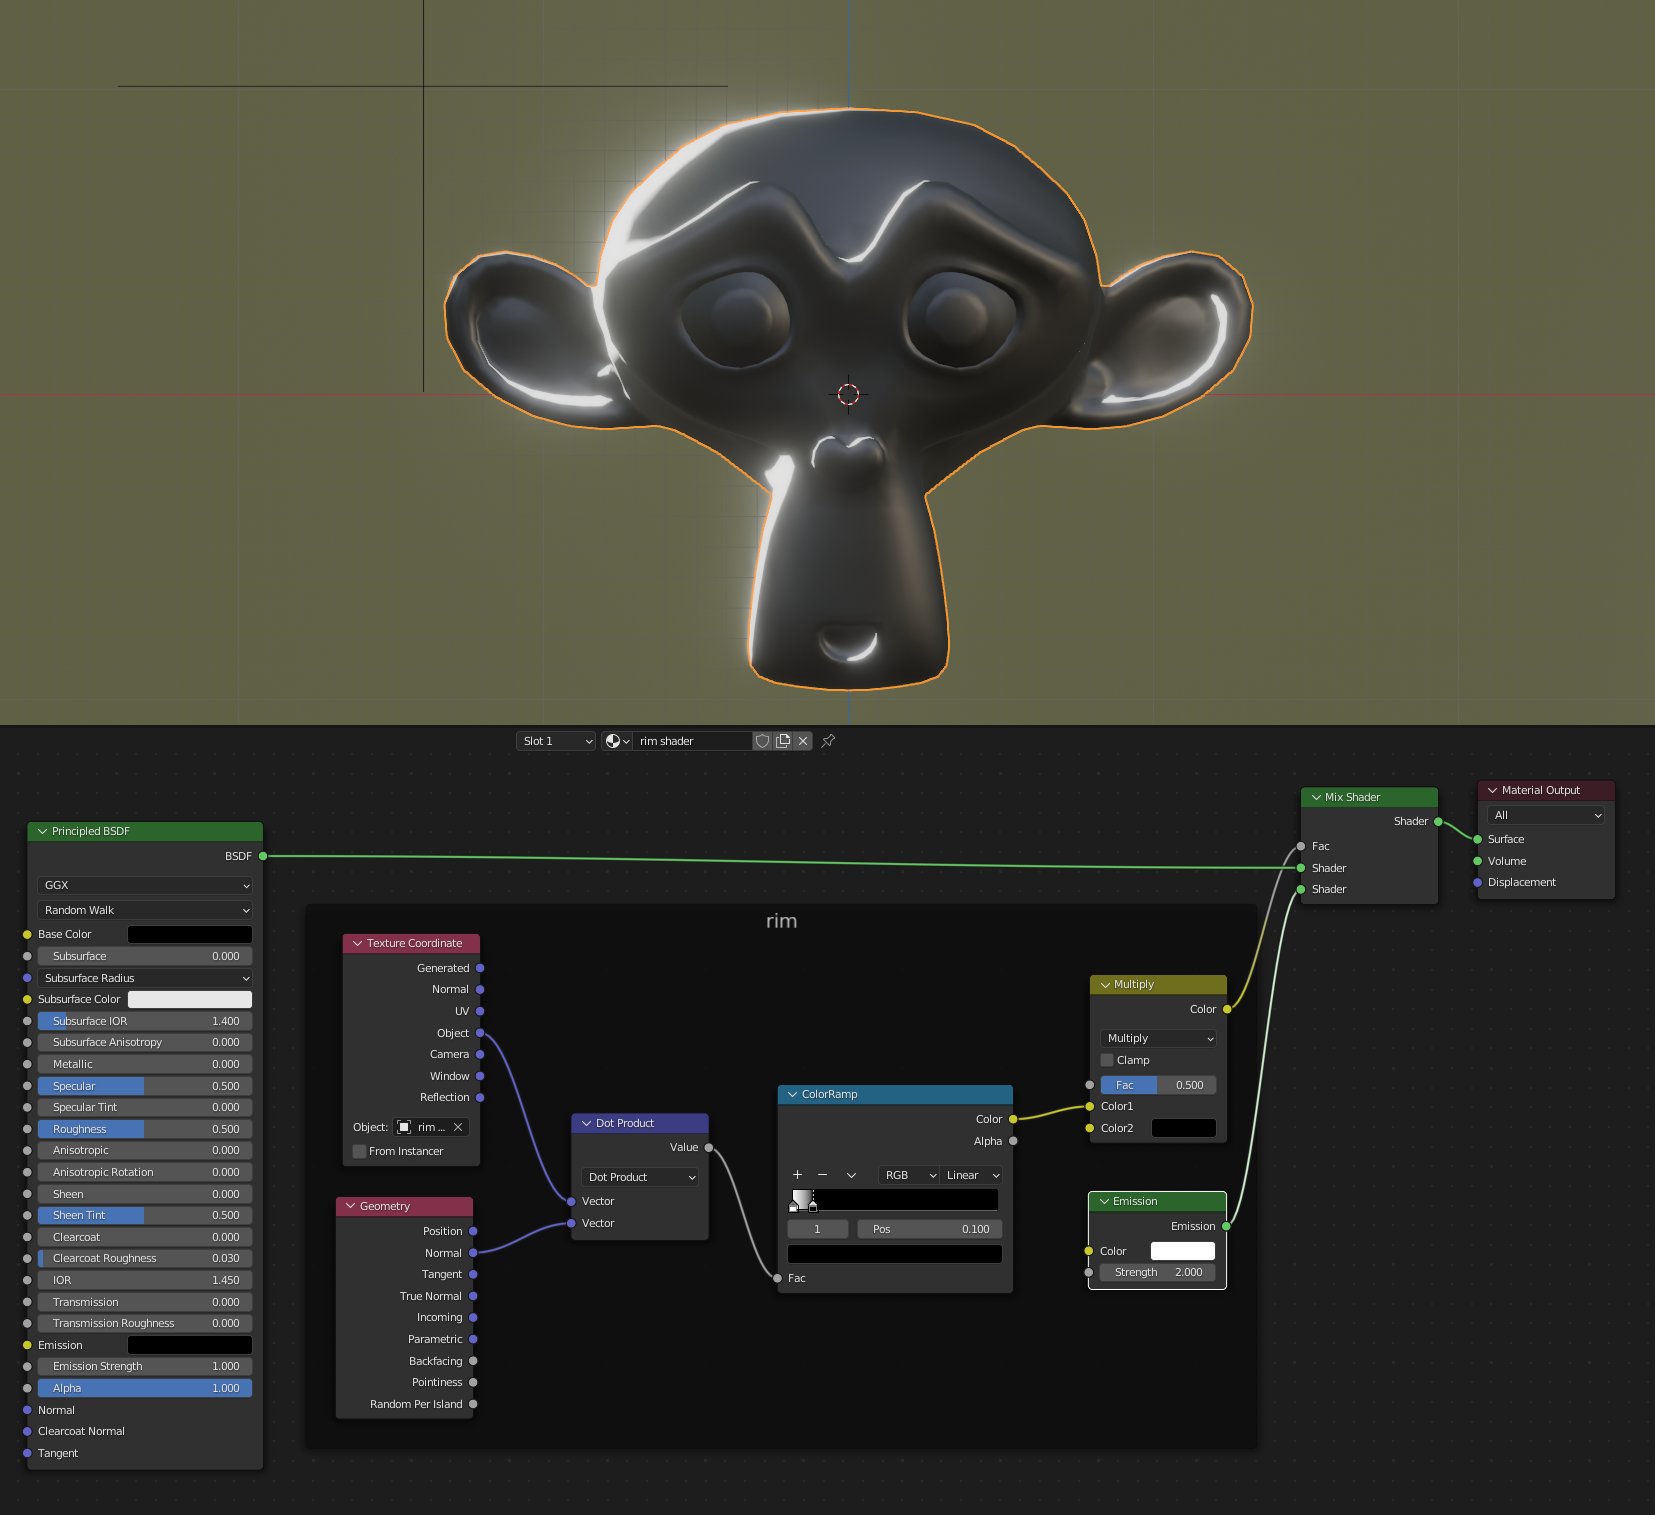 Slot 1
rim shader
Principled BSDF
BSDF
GGX
Random Walk
Base Color
Subsurface 0.000
Subsurface Radius
Subsurface Color
Subsurface IOR 1.400
Subsurface Anisotropy 0.000
Metallic 0.000
Specular 0.500
Specular Tint 0.000
Roughness 0.500
Anisotropic 0.000
Anisotropic Rotation 0.000
Sheen 0.000
Sheen Tint 0.500
Clearcoat 0.000
Clearcoat Roughness 0.030
IOR 1.450
Transmission 0.000
Transmission Roughness 0.000
Emission
Emission Strength 1.000
Alpha 1.000
Normal
Clearcoat Normal
Tangent
rim
Texture Coordinate
Generated
Normal
UV
Object
Camera
Window
Reflection
Object: rim ...
From Instancer
Geometry
Position
Normal
Tangent
True Normal
Incoming
Parametric
Backfacing
Pointiness
Random Per Island
Dot Product
Value
Dot Product
Vector
Vector
ColorRamp
Color
Alpha
RGB Linear
1 Pos 0.100
Fac
Multiply
Color
Multiply
Clamp
Fac 0.500
Color1
Color2
Emission
Emission
Color
Strength 2.000
Mix Shader
Shader
Fac
Shader
Shader
Material Output
All
Surface
Volume
Displacement